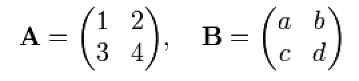 A = (1 2
3 4), B = (a b
c d)